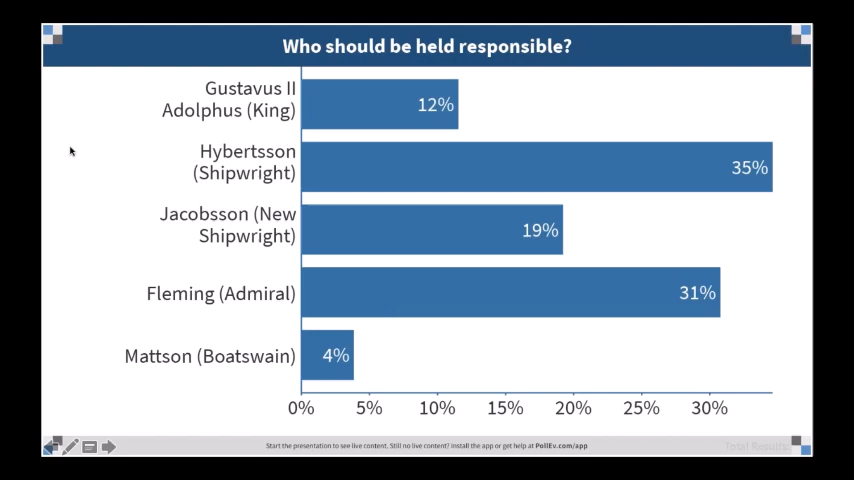 Who should be held responsible?
Gustavus II
Adolphus (King)
12%
Hybertsson
(Shipwright)
35%
Jacobsson (New
Shipwright)
19%
Fleming (Admiral)
31%
Mattson (Boatswain)
4%
0% 5% 10% 15% 20% 25% 30%
Start the presentation to see live content. Still no live content? Install the app or get help at PollEv.com/app
Total Results: